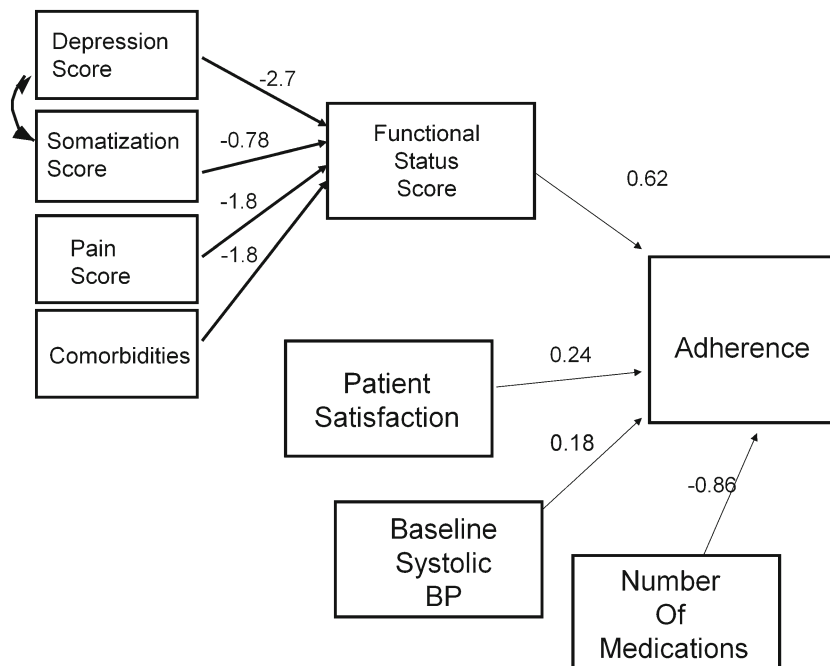 Depression
Score
-2.7
Somatization
Score
-0.78
Pain
Score
-1.8
Comorbidities
-1.8
Functional
Status
Score
0.62
Adherence
Patient
Satisfaction
0.24
Baseline
Systolic
BP
0.18
Number
Of
Medications
-0.86